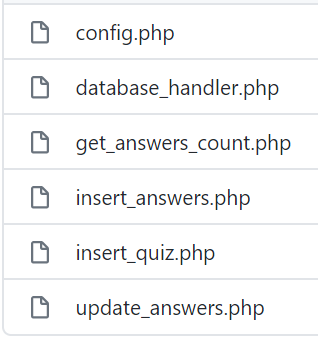 config.php
database_handler.php
get_answers_count.php
insert_answers.php
insert_quiz.php
update_answers.php